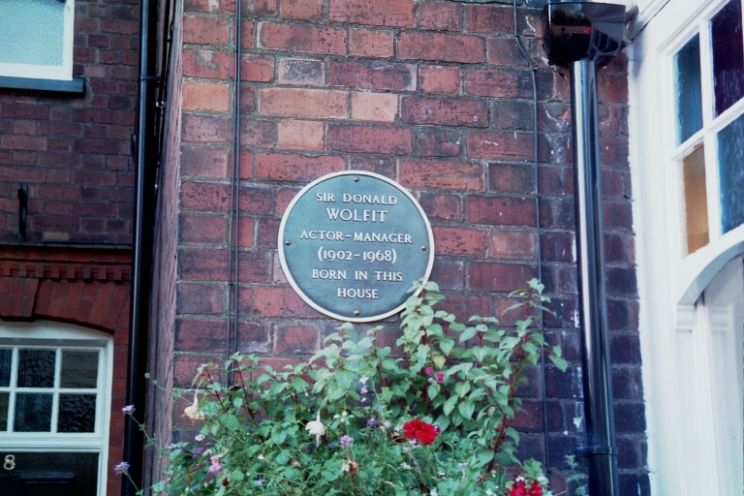 SIR DONALD
WOLFIT
ACTOR-MANAGER
(1902-1968)
BORN IN THIS
HOUSE
8